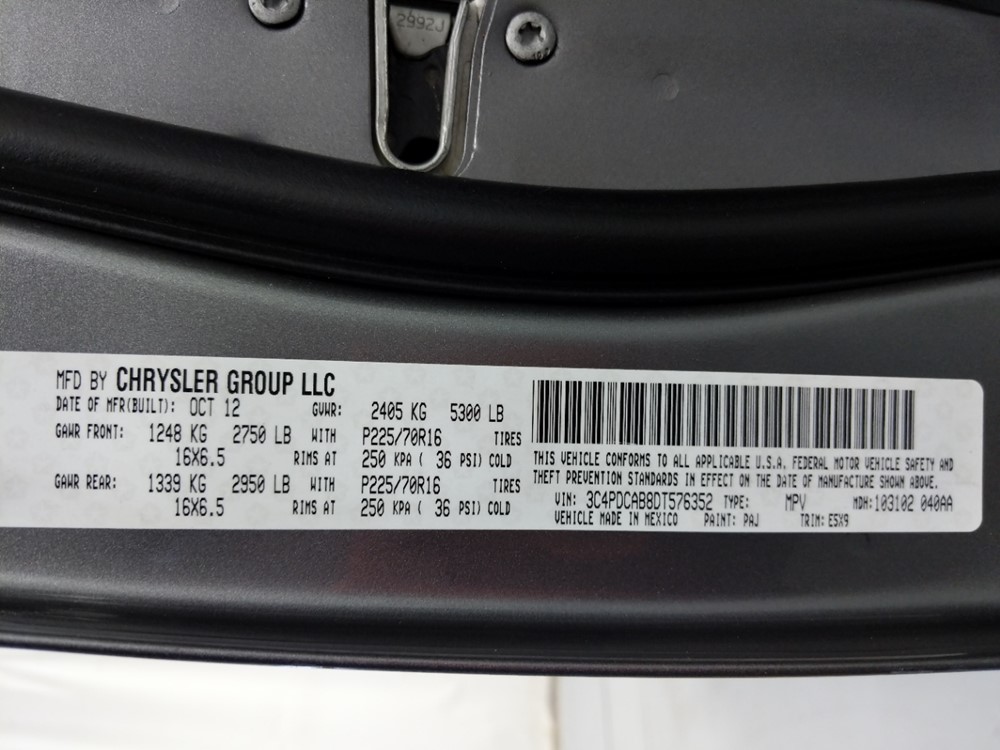 2992J
MFD BY CHRYSLER GROUP LLC
DATE OF MFR(BUILT): OCT 12 GVWR: 2405 KG 5300 LB
GAWR FRONT: 1248 KG 2750 LB WITH P225/70R16 TIRES
16X6.5 RIMS AT 250 KPA ( 36 PSI) COLD
GAWR REAR: 1339 KG 2950 LB WITH P225/70R16 TIRES
16X6.5 RIMS AT 250 KPA ( 36 PSI) COLD
THIS VEHICLE CONFORMS TO ALL APPLICABLE U.S.A. FEDERAL MOTOR VEHICLE SAFETY AND
THEFT PREVENTION STANDARDS IN EFFECT ON THE DATE OF MANUFACTURE SHOWN ABOVE.
VIN: 3C4PDCAB8DT576352 TYPE: MPV MDH:103102 040AA
VEHICLE MADE IN MEXICO PAINT: PAJ TRIM: ESX9